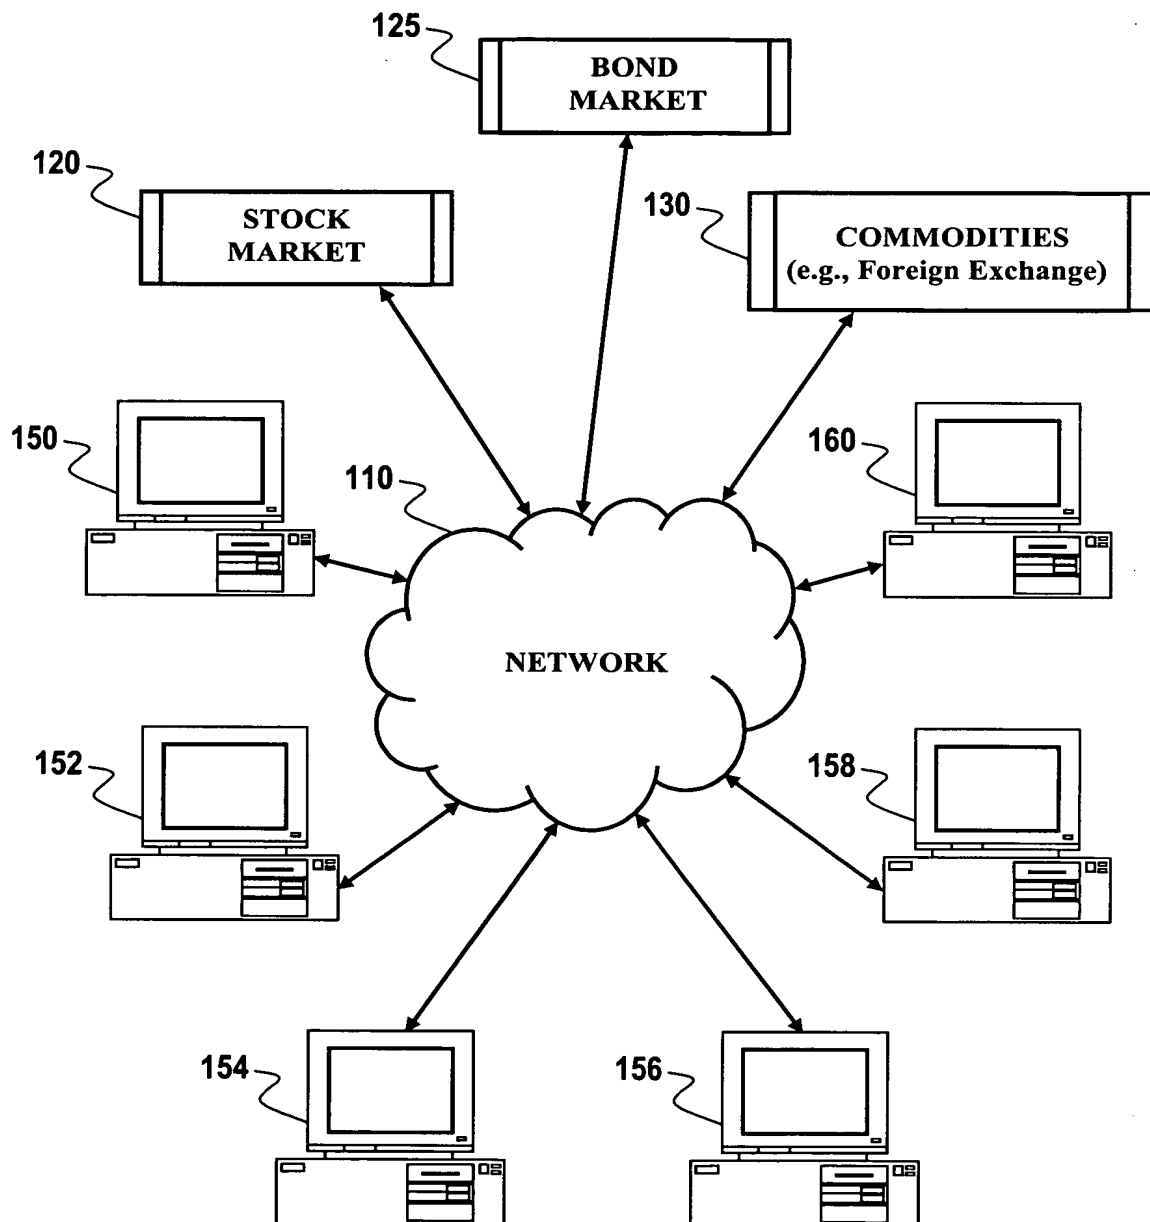 125
BOND
MARKET
120
STOCK
MARKET
130
COMMODITIES
(e.g., Foreign Exchange)
150
110
160
NETWORK
152
158
154
156